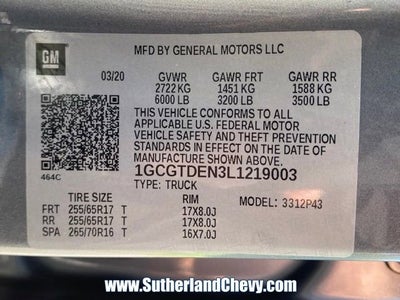 GM
MFD BY GENERAL MOTORS LLC
03/20 GVWR GAWR FRT GAWR RR
2722 KG 1451 KG 1588 KG
6000 LB 3200 LB 3500 LB
THIS VEHICLE CONFORMS TO ALL
APPLICABLE U.S. FEDERAL MOTOR
VEHICLE SAFETY AND THEFT PREVENTION
STANDARDS IN EFFECT ON THE DATE OF
MANUFACTURE SHOWN ABOVE.
464C 1GCGTDEN3L1219003
TYPE: TRUCK
TIRE SIZE RIM MODEL: 3312P43
FRT 255/65R17 T 17X8.0J
RR 255/65R17 T 17X8.0J
SPA 265/70R16 T 16X7.0J
www.SutherlandChevy.com